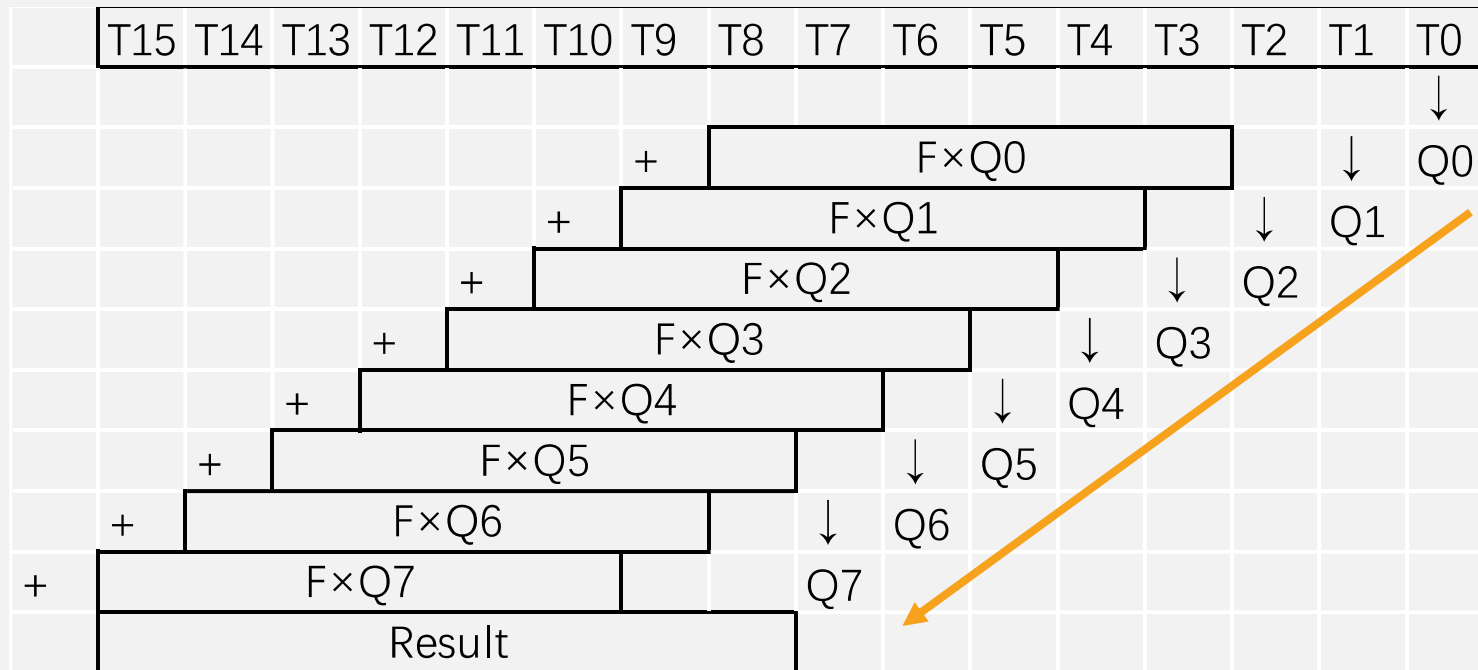 T15 T14 T13 T12 T11 T10 T9 T8 T7 T6 T5 T4 T3 T2 T1 T0
↓
+ F×Q0 ↓ Q0
+ F×Q1 ↓ Q1
+ F×Q2 ↓ Q2
+ F×Q3 ↓ Q3
+ F×Q4 ↓ Q4
+ F×Q5 ↓ Q5
+ F×Q6 ↓ Q6
+ F×Q7 Q7
Result